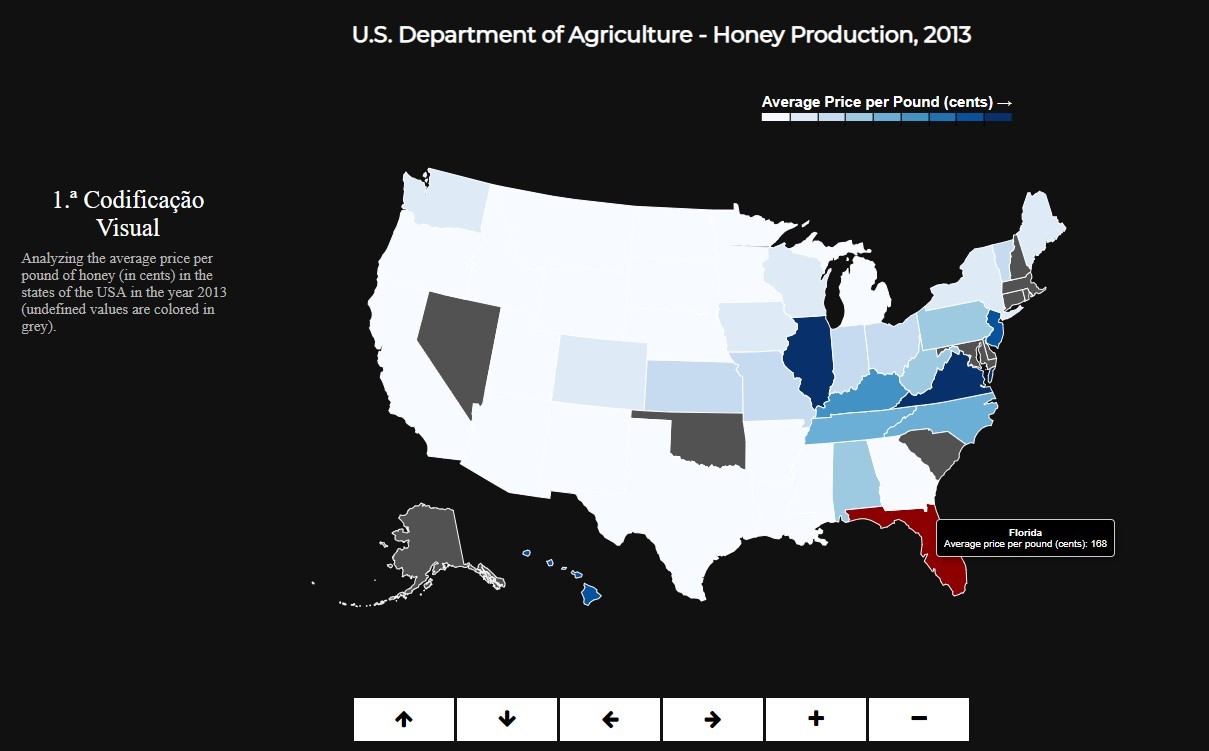 U.S. Department of Agriculture - Honey Production, 2013
Average Price per Pound (cents) →
1.ª Codificação
Visual
Analyzing the average price per
pound of honey (in cents) in the
states of the USA in the year 2013
(undefined values are colored in
grey).
Florida
Average price per pound (cents): 168